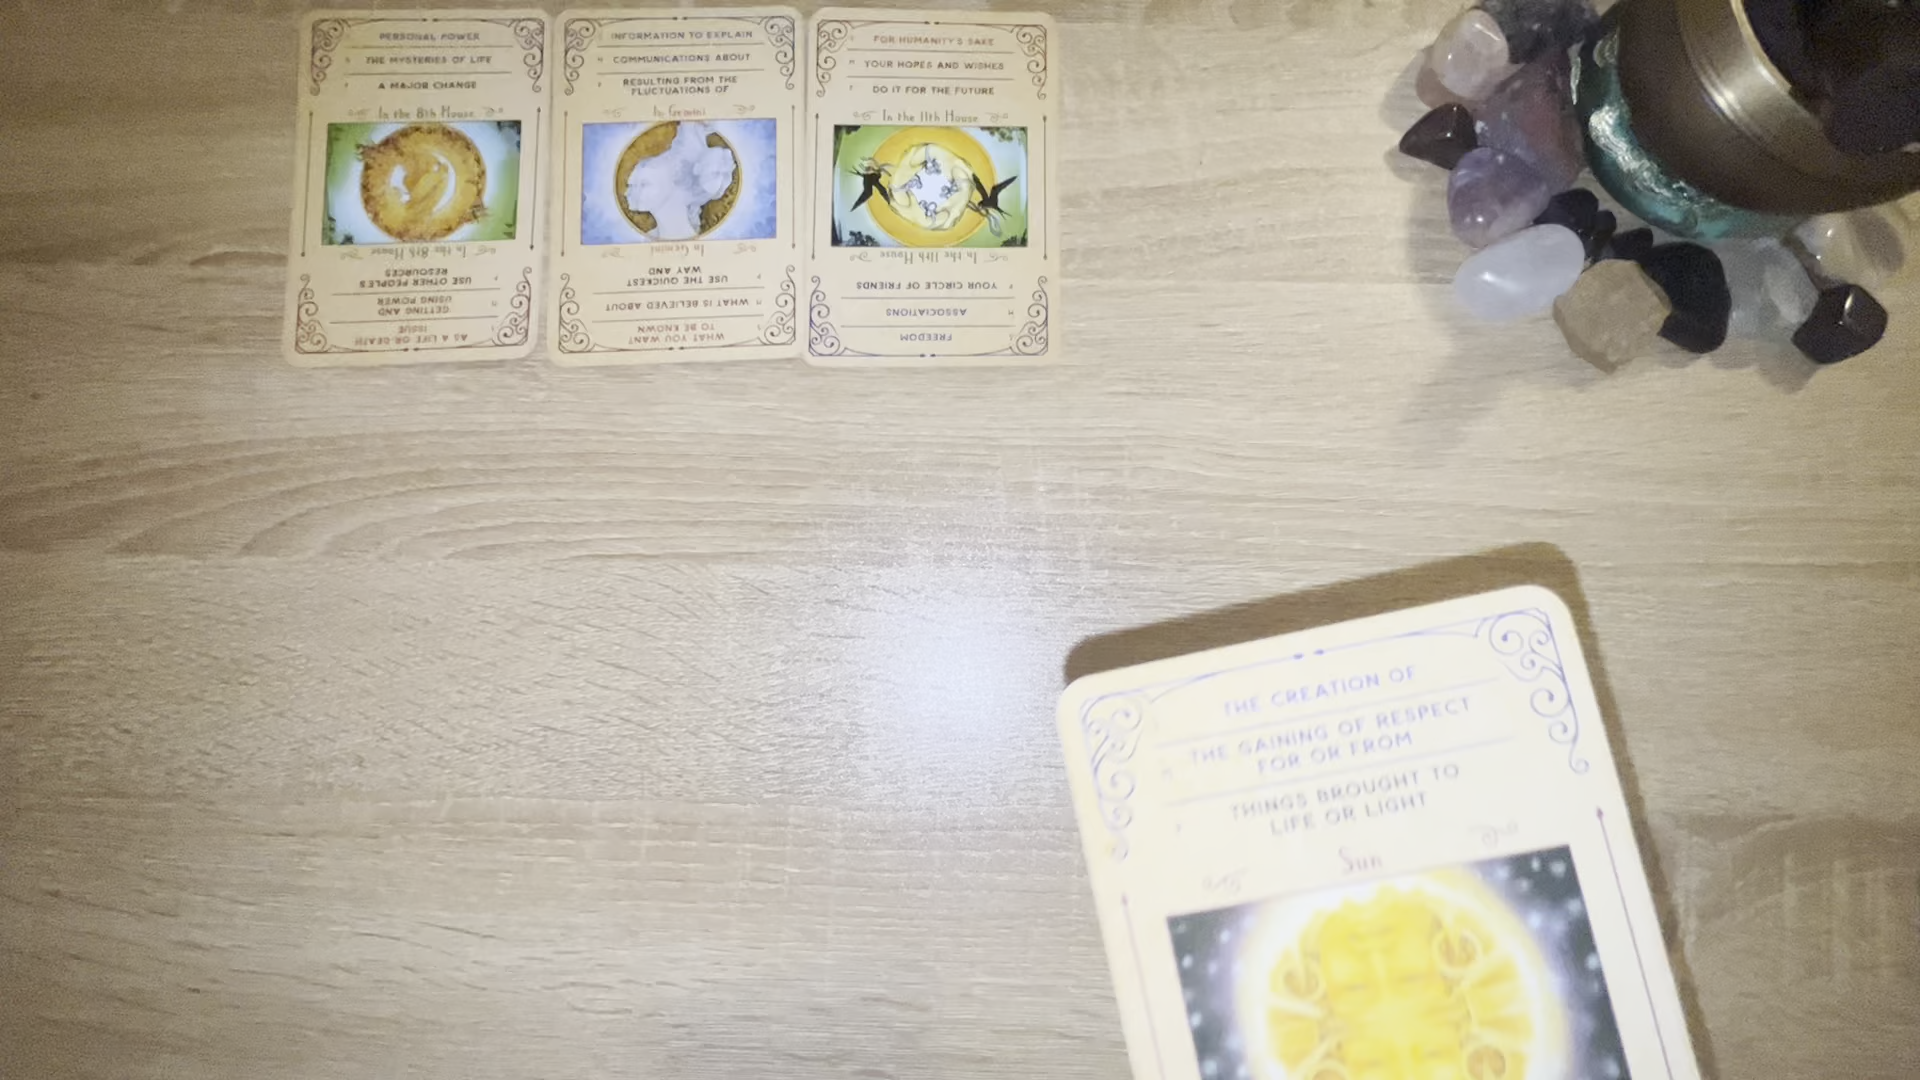 PERSONAL POWER
THE MYSTERIES OF LIFE
A MAJOR CHANGE
In the 8th House
In the 8th House
USE OTHER PEOPLE'S
RESOURCES
GETTING AND
USING POWER
AS A LIFE OR DEATH
ISSUE
INFORMATION TO EXPLAIN
COMMUNICATIONS ABOUT
RESULTING FROM THE
FLUCTUATIONS OF
In Gemini
In Gemini
USE THE QUICKEST
WAY AND
WHAT IS BELIEVED ABOUT
WHAT YOU WANT
TO BE KNOWN
FOR HUMANITY'S SAKE
YOUR HOPES AND WISHES
DO IT FOR THE FUTURE
In the 11th House
In the 11th House
YOUR CIRCLE OF FRIENDS
ASSOCIATIONS
FREEDOM
THE CREATION OF
THE GAINING OF RESPECT
FOR OR FROM
THINGS BROUGHT TO
LIFE OR LIGHT
Sun